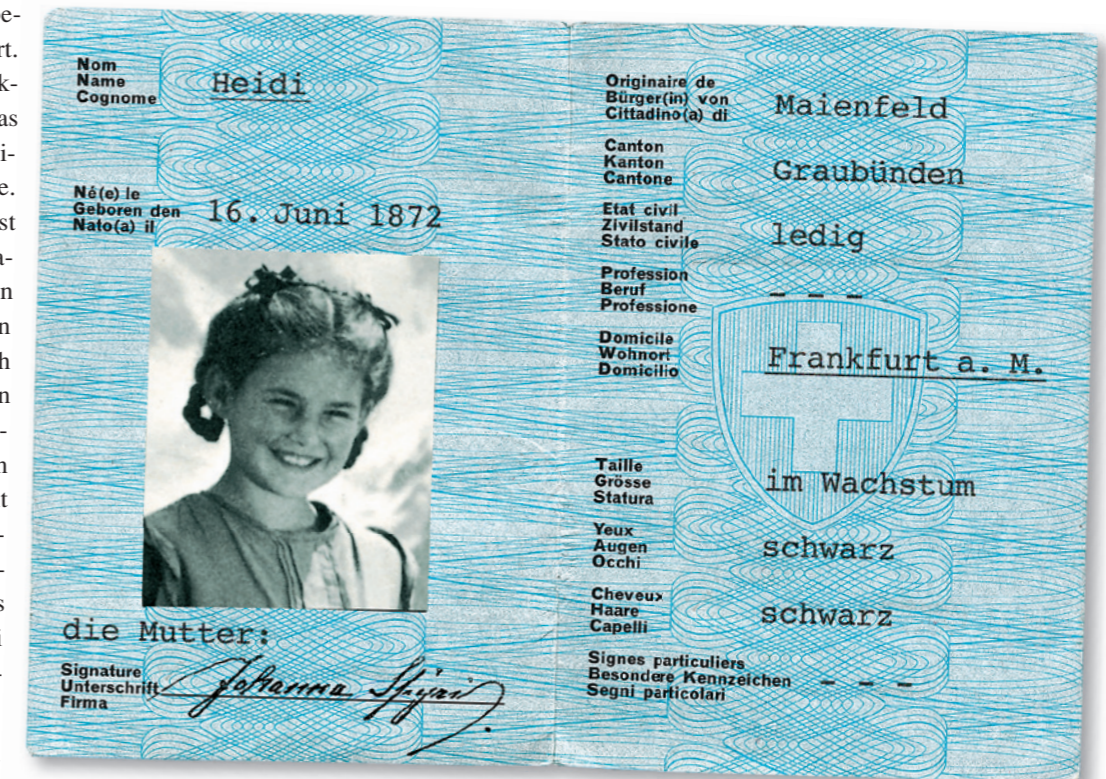 Nom
Name
Cognome
Heidi
Né(e) le
Geboren den
Nato(a) il
16. Juni 1872
die Mutter:
Signature
Unterschrift
Firma
Johanna Spyri
Originaire de
Bürger(in) von
Cittadino(a) di
Maienfeld
Canton
Kanton
Cantone
Graubünden
Etat civil
Zivilstand
Stato civile
ledig
Profession
Beruf
Professione
- - -
Domicile
Wohnort
Domicilio
Frankfurt a. M.
Taille
Grösse
Statura
im Wachstum
Yeux
Augen
Occhi
schwarz
Cheveux
Haare
Capelli
schwarz
Signes particuliers
Besondere Kennzeichen
Segni particolari
- - -